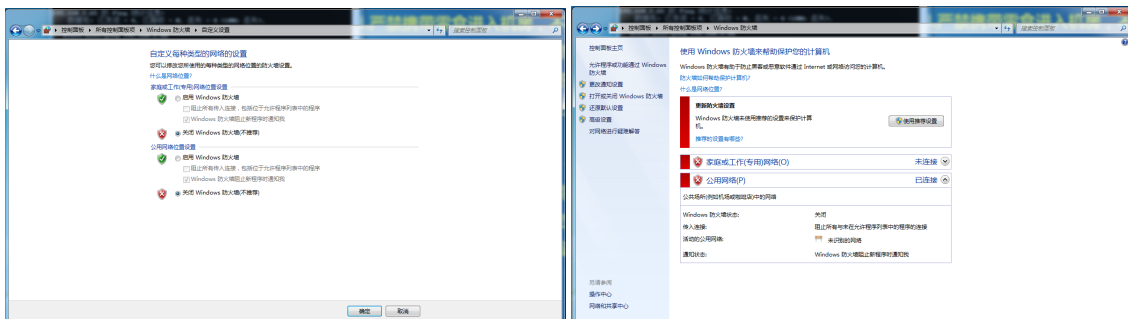 控制面板 ▸ 所有控制面板项 ▸ Windows 防火墙 ▸ 自定义设置
搜索控制面板
自定义每种类型的网络的设置
您可以修改您所使用的每种类型的网络位置的防火墙设置。
什么是网络位置?
家庭或工作(专用)网络位置设置
启用 Windows 防火墙
阻止所有传入连接，包括位于允许程序列表中的程序
Windows 防火墙阻止新程序时通知我
关闭 Windows 防火墙(不推荐)
公用网络位置设置
启用 Windows 防火墙
阻止所有传入连接，包括位于允许程序列表中的程序
Windows 防火墙阻止新程序时通知我
关闭 Windows 防火墙(不推荐)
确定
取消
控制面板 ▸ 所有控制面板项 ▸ Windows 防火墙
搜索控制面板
控制面板主页
允许程序或功能通过 Windows
防火墙
更改通知设置
打开或关闭 Windows 防火墙
还原默认设置
高级设置
对网络进行疑难解答
另请参阅
操作中心
网络和共享中心
使用 Windows 防火墙来帮助保护您的计算机
Windows 防火墙有助于防止黑客或恶意软件通过 Internet 或网络访问您的计算机。
防火墙如何帮助保护计算机?
什么是网络位置?
更新防火墙设置
Windows 防火墙未使用推荐的设置来保护计算
机。
推荐的设置有哪些?
使用推荐设置
家庭或工作(专用)网络(O) 未连接
公用网络(P) 已连接
公共场所(例如机场或咖啡店)中的网络
Windows 防火墙状态: 关闭
传入连接: 阻止所有与未在允许程序列表中的程序的连接
活动的公用网络: 未识别的网络
通知状态: Windows 防火墙阻止新程序时通知我